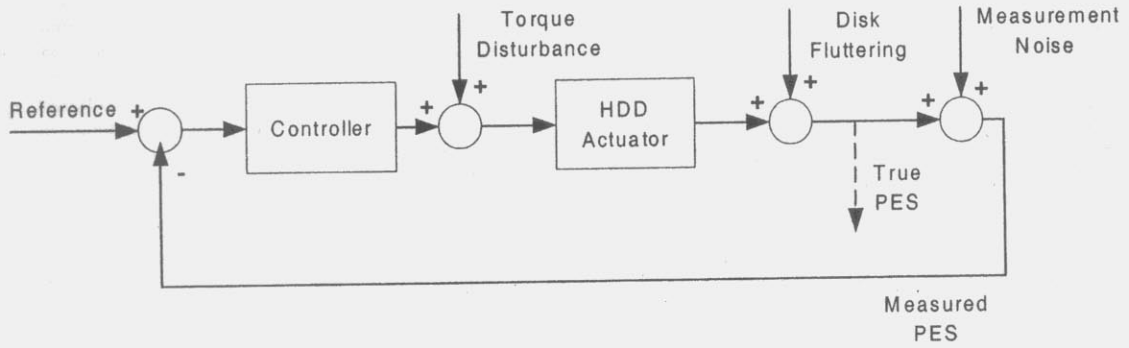 Torque
Disturbance
Disk
Fluttering
Measurement
Noise
Reference
+
-
Controller
+
+
HDD
Actuator
+
+
+
+
True
PES
Measured
PES